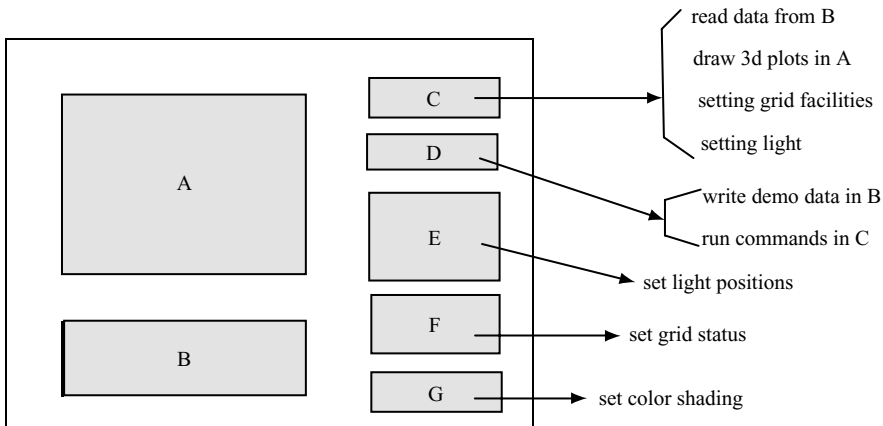 read data from B
draw 3d plots in A
setting grid facilities
setting light
C
D
A
write demo data in B
run commands in C
E
set light positions
F
set grid status
B
G
set color shading